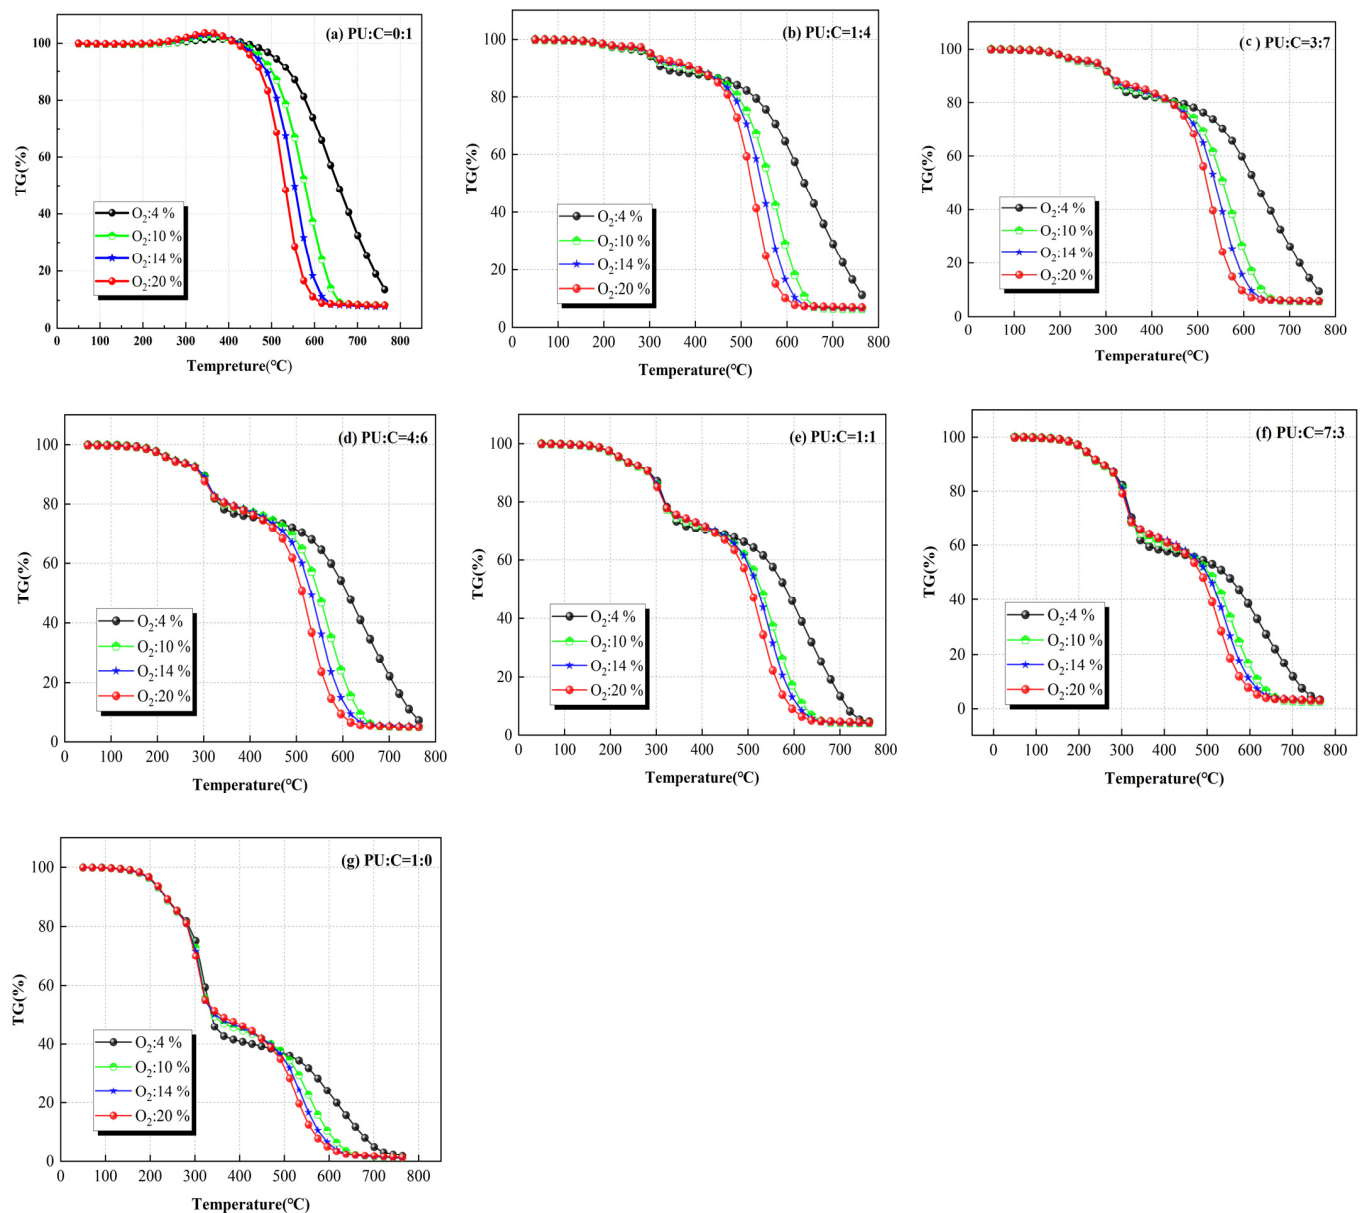 (a) PU:C=0:1
TG(%)
100
80
60
40
20
0
O2:4 %
O2:10 %
O2:14 %
O2:20 %
0 100 200 300 400 500 600 700 800
Tempreture(℃)
(b) PU:C=1:4
TG(%)
100
80
60
40
20
0
O2:4 %
O2:10 %
O2:14 %
O2:20 %
0 100 200 300 400 500 600 700 800
Temperature(℃)
(c ) PU:C=3:7
TG(%)
100
80
60
40
20
0
O2:4 %
O2:10 %
O2:14 %
O2:20 %
0 100 200 300 400 500 600 700 800
Temperature(℃)
(d) PU:C=4:6
TG(%)
100
80
60
40
20
0
O2:4 %
O2:10 %
O2:14 %
O2:20 %
0 100 200 300 400 500 600 700 800
Temperature(℃)
(e) PU:C=1:1
TG(%)
100
80
60
40
20
0
O2:4 %
O2:10 %
O2:14 %
O2:20 %
0 100 200 300 400 500 600 700 800
Temperature(℃)
(f) PU:C=7:3
TG(%)
100
80
60
40
20
0
O2:4 %
O2:10 %
O2:14 %
O2:20 %
0 100 200 300 400 500 600 700 800
Temperature(℃)
(g) PU:C=1:0
TG(%)
100
80
60
40
20
0
O2:4 %
O2:10 %
O2:14 %
O2:20 %
0 100 200 300 400 500 600 700 800
Temperature(℃)